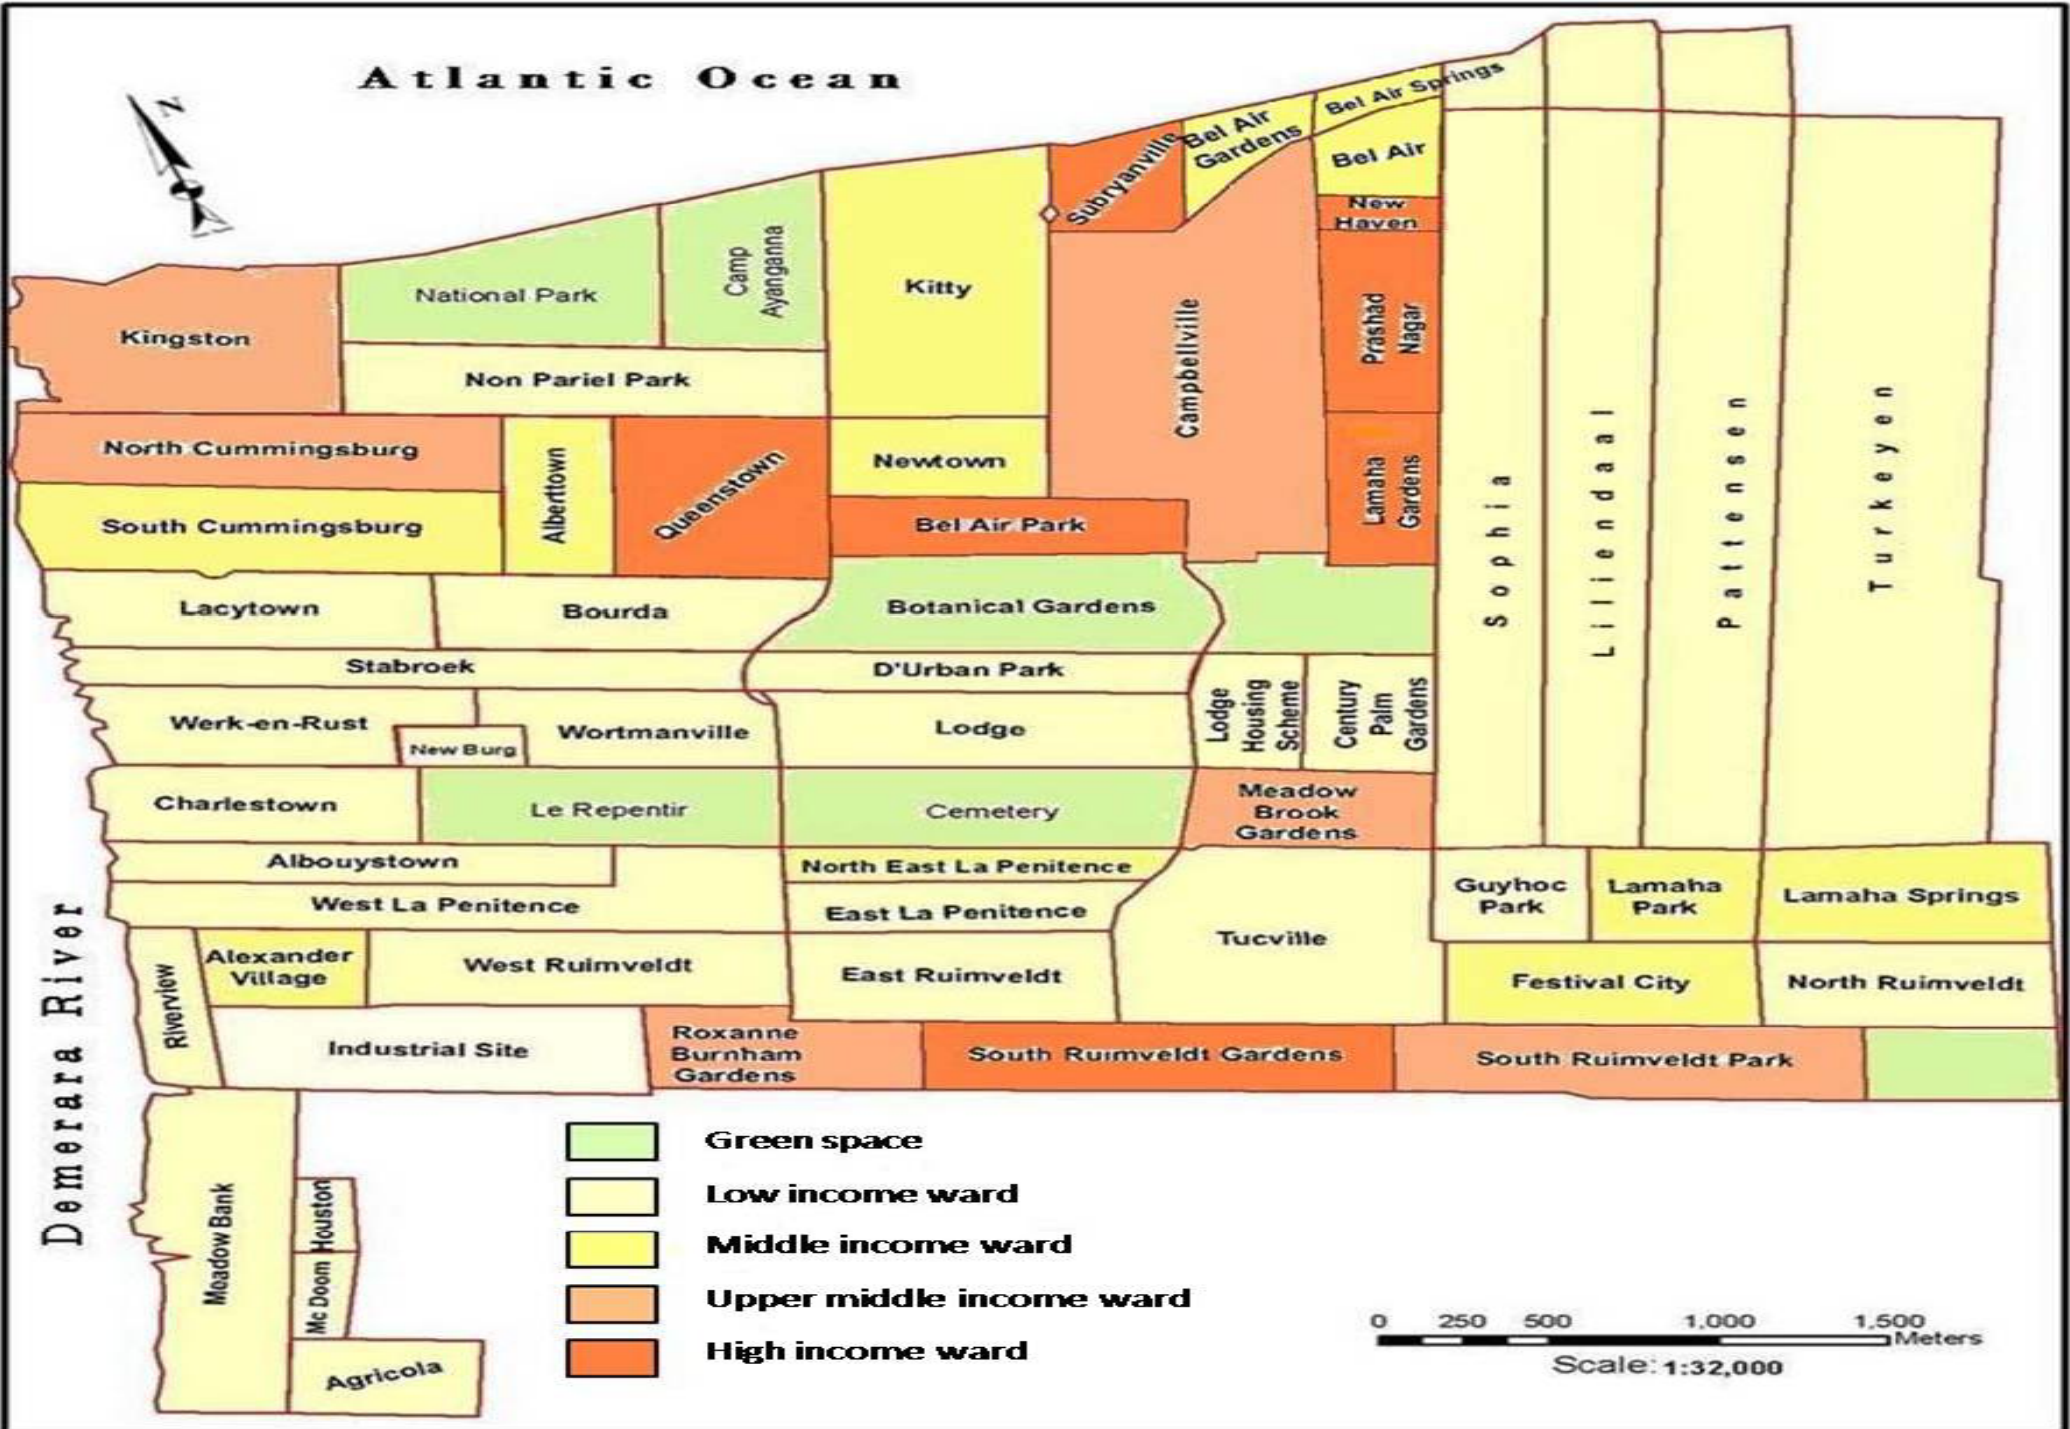 Atlantic Ocean
N
Bel Air Springs
Bel Air
Gardens
Bel Air
Subryanville
New
Haven
National Park
Camp
Ayanganna
Kitty
Kingston
Prashad
Nagar
Campbellville
Non Pariel Park
North Cummingsburg
Alberttown
Queenstown
Newtown
Lamaha
Gardens
South Cummingsburg
Bel Air Park
Sophia
Liliendaal
Pattensen
Turkeyen
Lacytown
Bourda
Botanical Gardens
Stabroek
D'Urban Park
Werk-en-Rust
New Burg
Wortmanville
Lodge
Lodge
Housing
Scheme
Century
Palm
Gardens
Charlestown
Le Repentir
Cemetery
Meadow
Brook
Gardens
Albouystown
North East La Penitence
West La Penitence
East La Penitence
Tucville
Guyhoc
Park
Lamaha
Park
Lamaha Springs
Demerara River
Riverview
Alexander
Village
West Ruimveldt
East Ruimveldt
Festival City
North Ruimveldt
Industrial Site
Roxanne
Burnham
Gardens
South Ruimveldt Gardens
South Ruimveldt Park
Moadow Bank
Houston
Mc Doom
Agricola
Green space
Low income ward
Middle income ward
Upper middle income ward
High income ward
0 250 500 1,000 1,500
Meters
Scale: 1:32,000